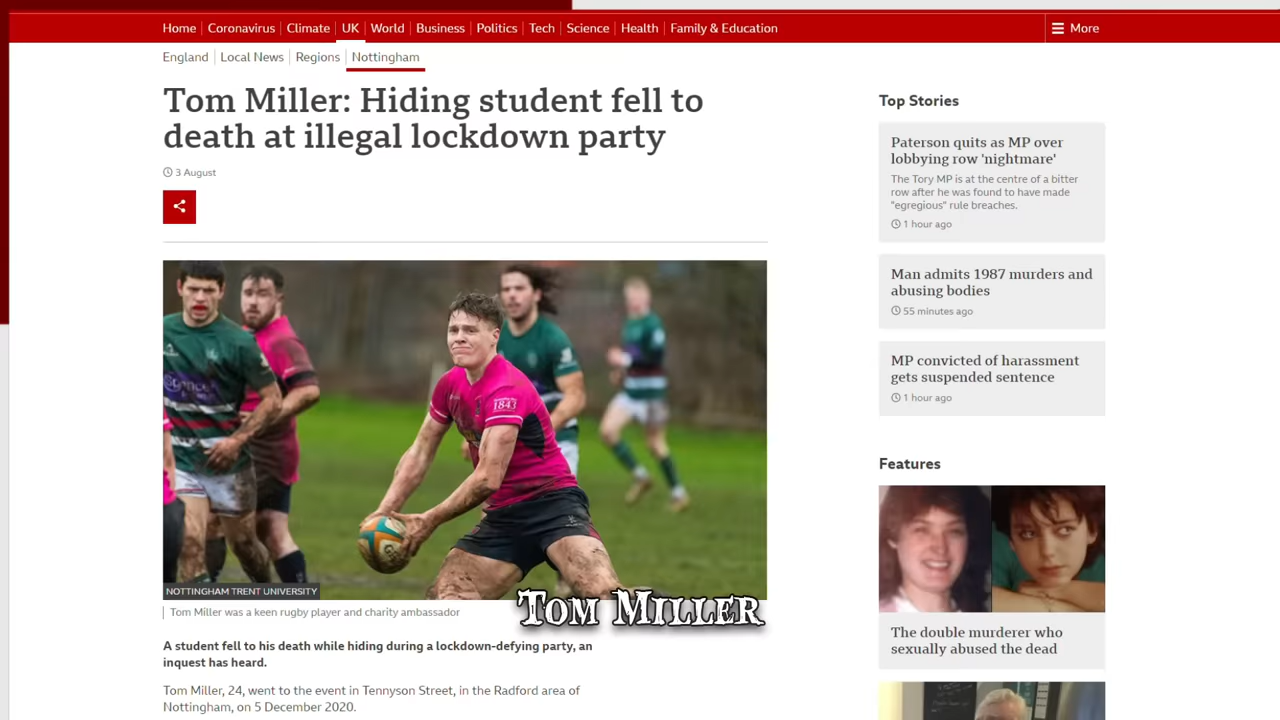 Home Coronavirus Climate UK World Business Politics Tech Science Health Family & Education
More
England Local News Regions Nottingham
Tom Miller: Hiding student fell to
death at illegal lockdown party
3 August
1843
NOTTINGHAM TRENT UNIVERSITY
Tom Miller was a keen rugby player and charity ambassador
TOM MILLER
A student fell to his death while hiding during a lockdown-defying party, an
inquest has heard.
Tom Miller, 24, went to the event in Tennyson Street, in the Radford area of
Nottingham, on 5 December 2020.
Top Stories
Paterson quits as MP over
lobbying row 'nightmare'
The Tory MP is at the centre of a bitter
row after he was found to have made
"egregious" rule breaches.
1 hour ago
Man admits 1987 murders and
abusing bodies
55 minutes ago
MP convicted of harassment
gets suspended sentence
1 hour ago
Features
The double murderer who
sexually abused the dead